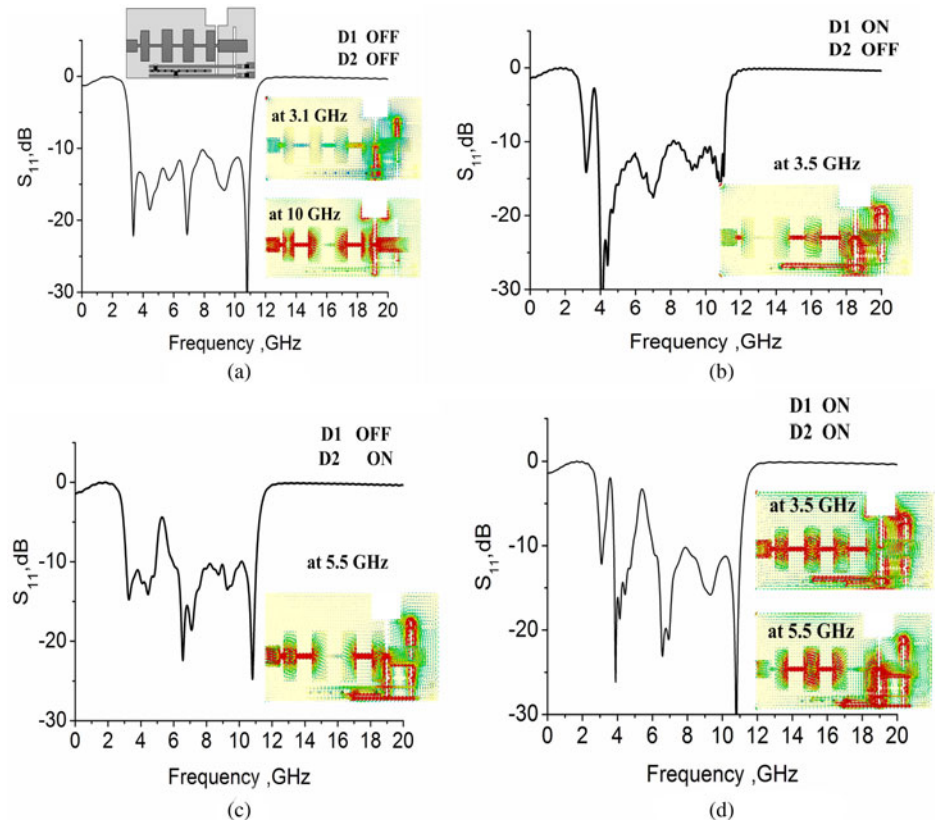 D1 OFF
D2 OFF
0
-10
-20
-30
S11,dB
at 3.1 GHz
at 10 GHz
0 2 4 6 8 10 12 14 16 18 20
Frequency ,GHz
(a)
D1 ON
D2 OFF
0
-10
-20
-30
S11,dB
at 3.5 GHz
0 2 4 6 8 10 12 14 16 18 20
Frequency ,GHz
(b)
D1 OFF
D2 ON
0
-10
-20
-30
S11,dB
at 5.5 GHz
0 2 4 6 8 10 12 14 16 18 20
Frequency ,GHz
(c)
D1 ON
D2 ON
0
-10
-20
-30
S11,dB
at 3.5 GHz
at 5.5 GHz
0 2 4 6 8 10 12 14 16 18 20
Frequency ,GHz
(d)